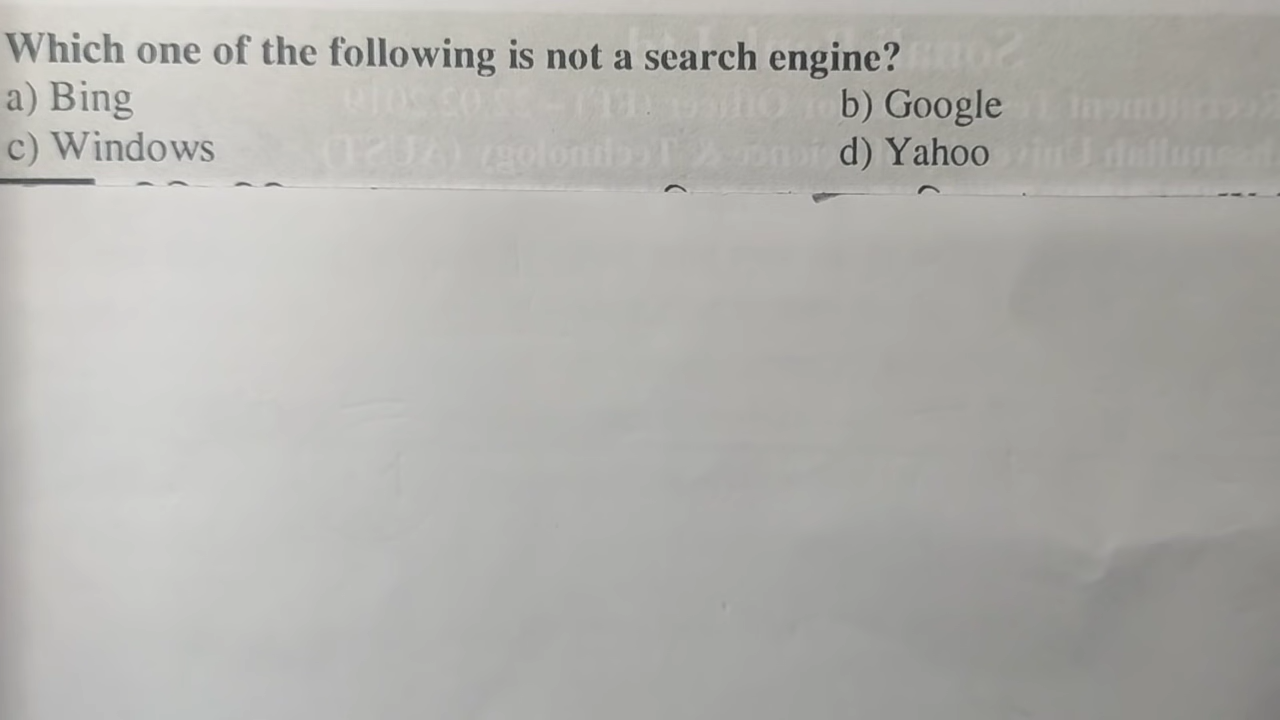 Which one of the following is not a search engine?
a) Bing b) Google
c) Windows d) Yahoo